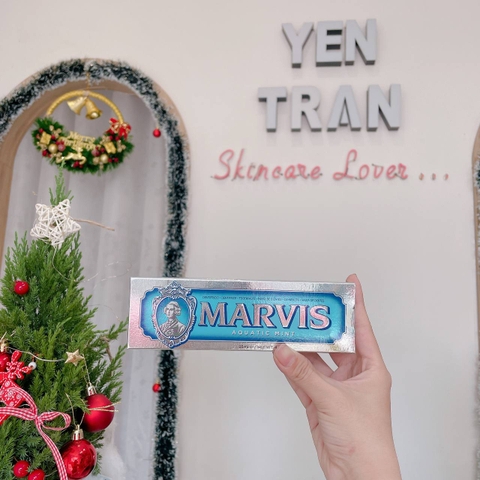 YEN
TRAN
Skincare Lover...
MARVIS
AQUATIC MINT